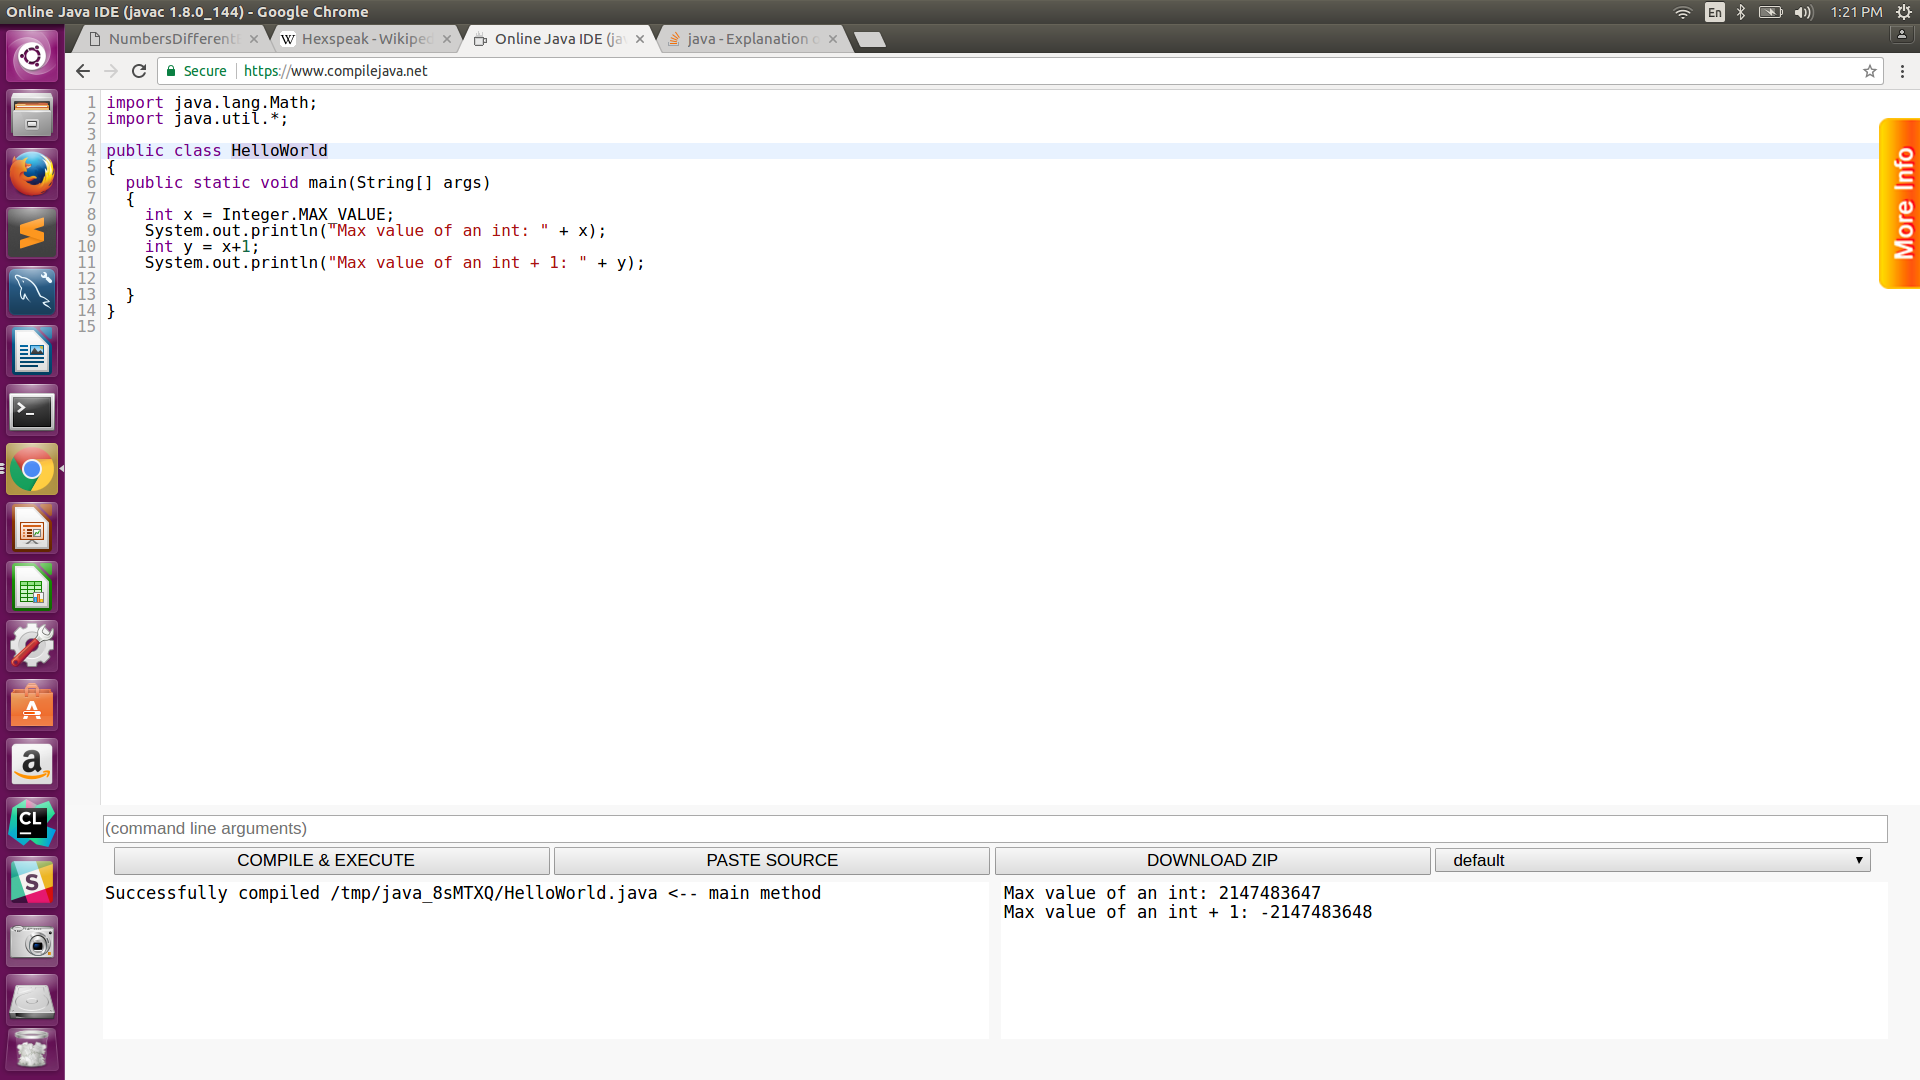 Online Java IDE (javac 1.8.0_144) - Google Chrome
En
1:21 PM
NumbersDifferent
Hexspeak - Wikiped
Online Java IDE (jav
java - Explanation o
Secure
https://www.compilejava.net
1 import java.lang.Math;
2 import java.util.*;
3
4 public class HelloWorld
5 {
6 public static void main(String[] args)
7 {
8 int x = Integer.MAX_VALUE;
9 System.out.println("Max value of an int: " + x);
10 int y = x+1;
11 System.out.println("Max value of an int + 1: " + y);
12
13 }
14 }
15
More Info
(command line arguments)
COMPILE & EXECUTE
PASTE SOURCE
DOWNLOAD ZIP
default
Successfully compiled /tmp/java_8sMTXQ/HelloWorld.java <-- main method
Max value of an int: 2147483647
Max value of an int + 1: -2147483648
>_
A
a
CL
S